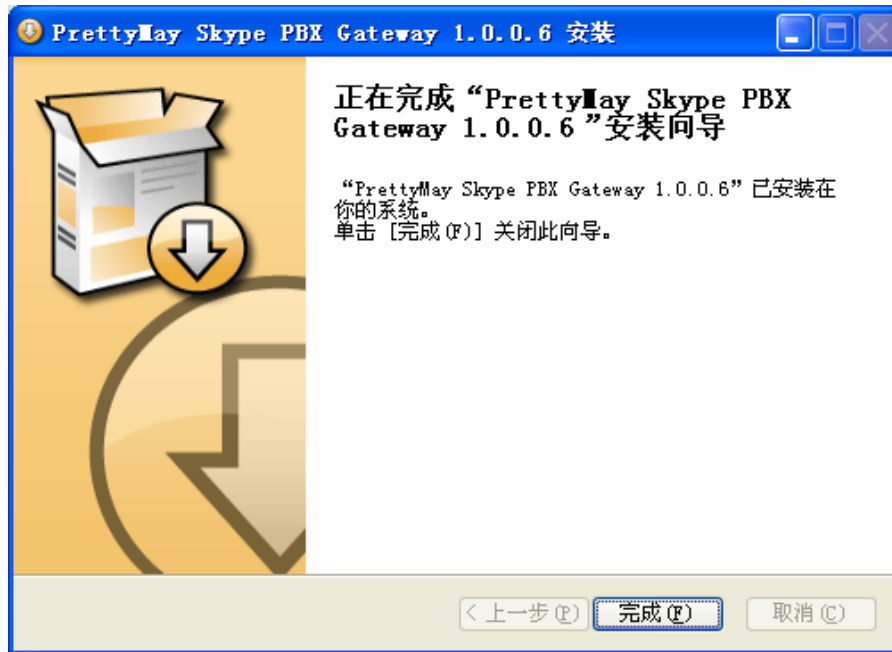 PrettyMay Skype PBX Gateway 1.0.0.6 安装
正在完成“PrettyMay Skype PBX
Gateway 1.0.0.6”安装向导
“PrettyMay Skype PBX Gateway 1.0.0.6”已安装在
你的系统。
单击 [完成(F)] 关闭此向导。
< 上一步(P) 完成(F) 取消(C)